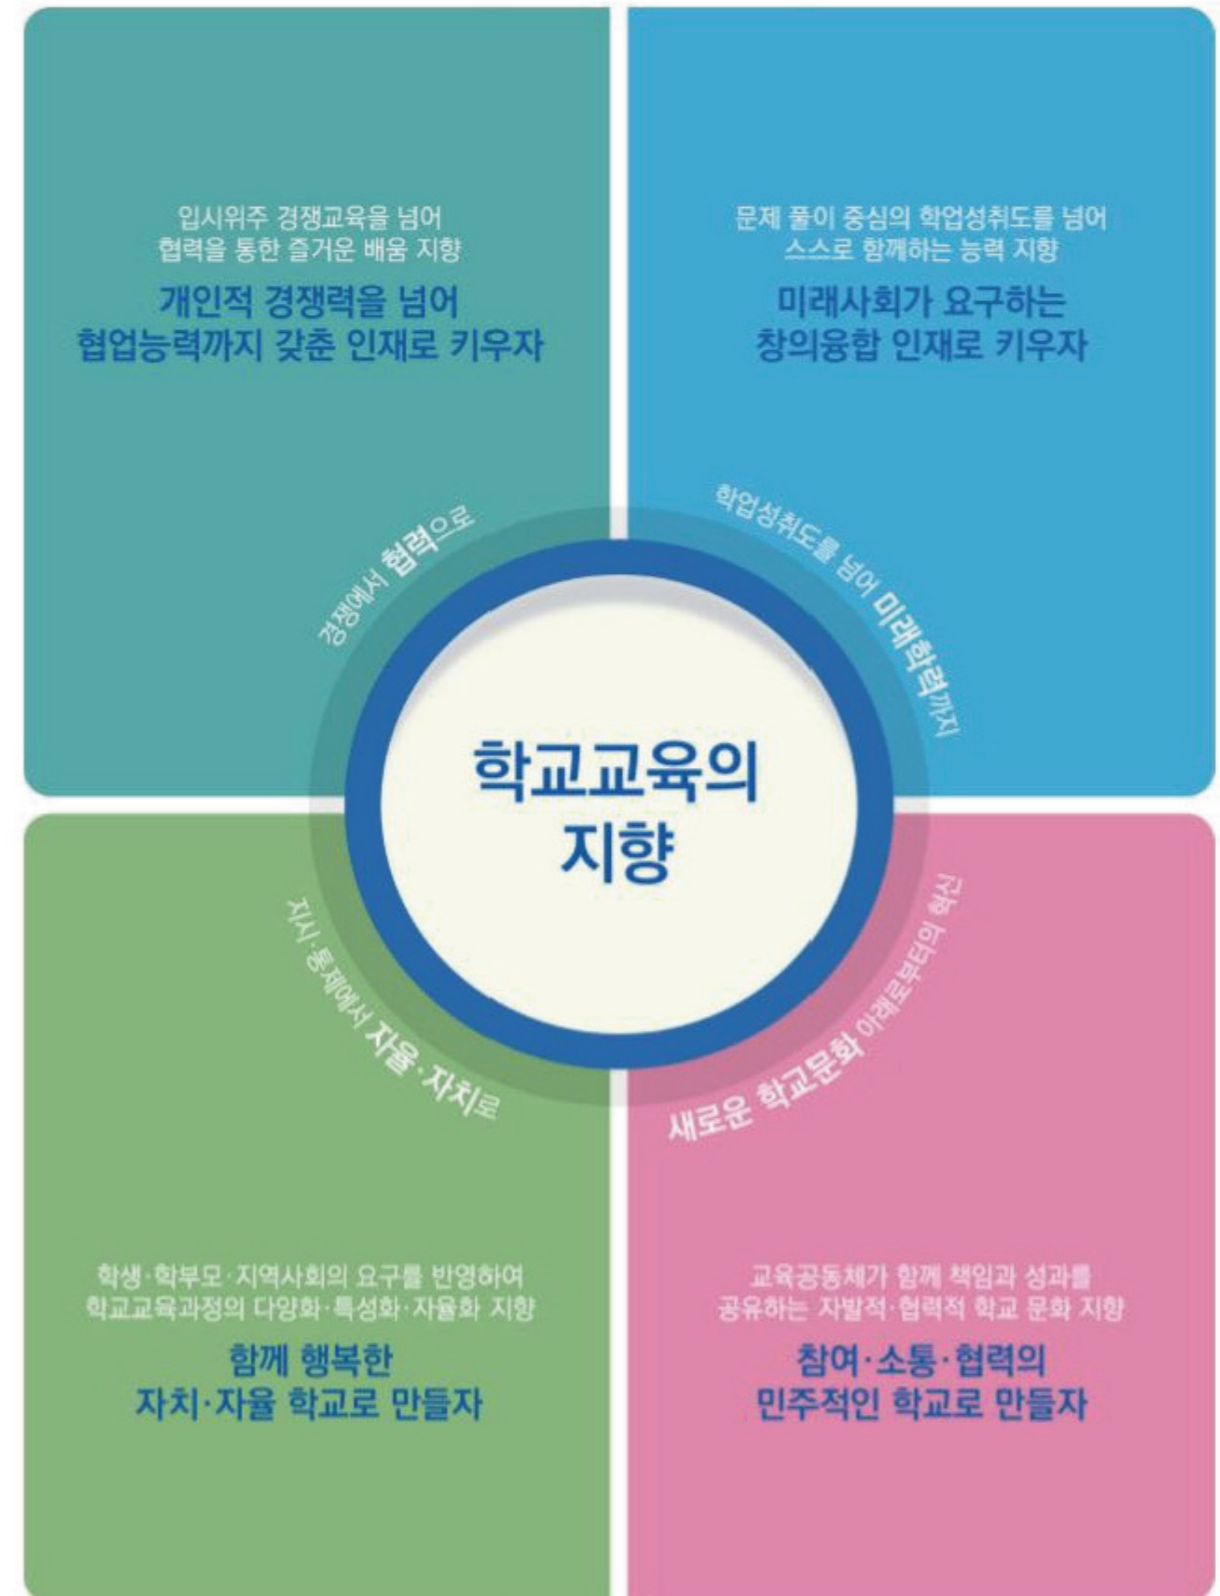 입시위주 경쟁교육을 넘어
협력을 통한 즐거운 배움 지향
개인적 경쟁력을 넘어
협업능력까지 갖춘 인재로 키우자
경쟁에서 협력으로
문제 풀이 중심의 학업성취도를 넘어
스스로 함께하는 능력 지향
미래사회가 요구하는
창의융합 인재로 키우자
학업성취도를 넘어 미래학력까지
학교교육의
지향
지시·통제에서 자율·자치로
학생·학부모·지역사회의 요구를 반영하여
학교교육과정의 다양화·특성화·자율화 지향
함께 행복한
자치·자율 학교로 만들자
새로운 학교문화 아래로부터의 혁신
교육공동체가 함께 책임과 성과를
공유하는 자발적·협력적 학교 문화 지향
참여·소통·협력의
민주적인 학교로 만들자